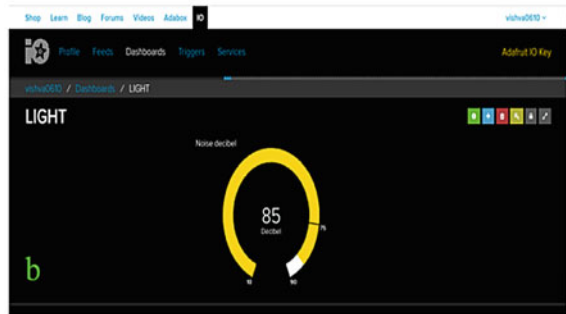 Shop Learn Blog Forums Videos Adabox IO vishva0610
iO Profile Feeds Dashboards Triggers Services Adafruit IO Key
vishva0610 / Dashboards / LIGHT
LIGHT
Noise decibel
85
Decibel
75
10 90
b